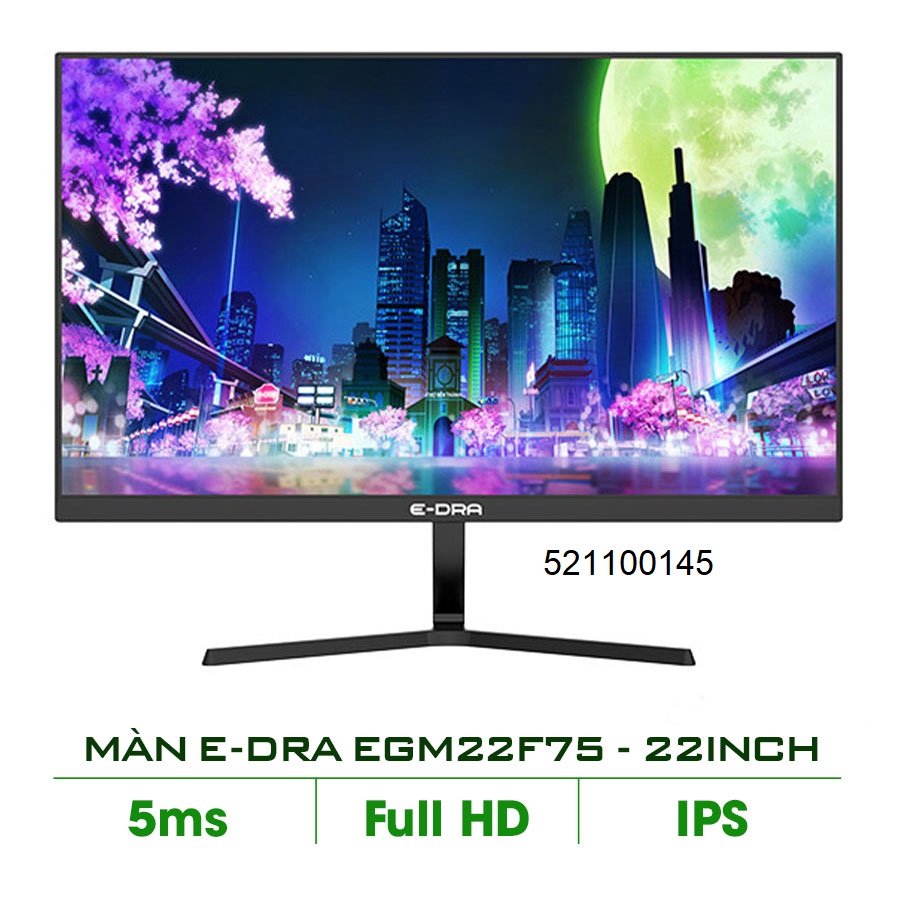 E-DRA
521100145
MÀN E-DRA EGM22F75 - 22INCH
5ms
Full HD
IPS